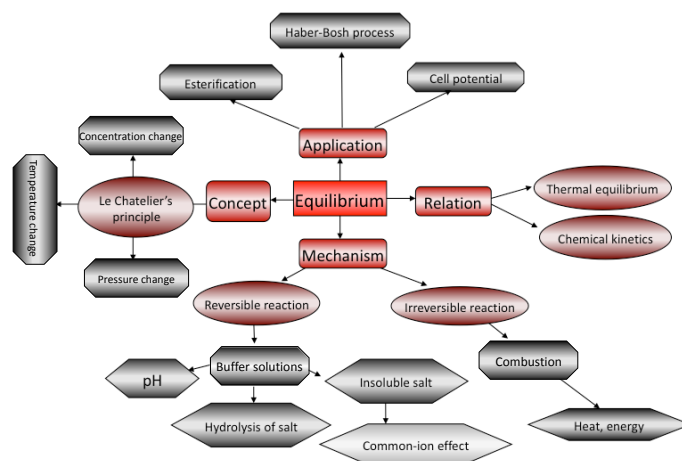 Haber-Bosh process
Esterification
Cell potential
Application
Concentration change
Temperature change
Le Chatelier's
principle
Concept
Equilibrium
Relation
Thermal equilibrium
Chemical kinetics
Pressure change
Mechanism
Reversible reaction
Irreversible reaction
Buffer solutions
Combustion
pH
Insoluble salt
Hydrolysis of salt
Heat, energy
Common-ion effect